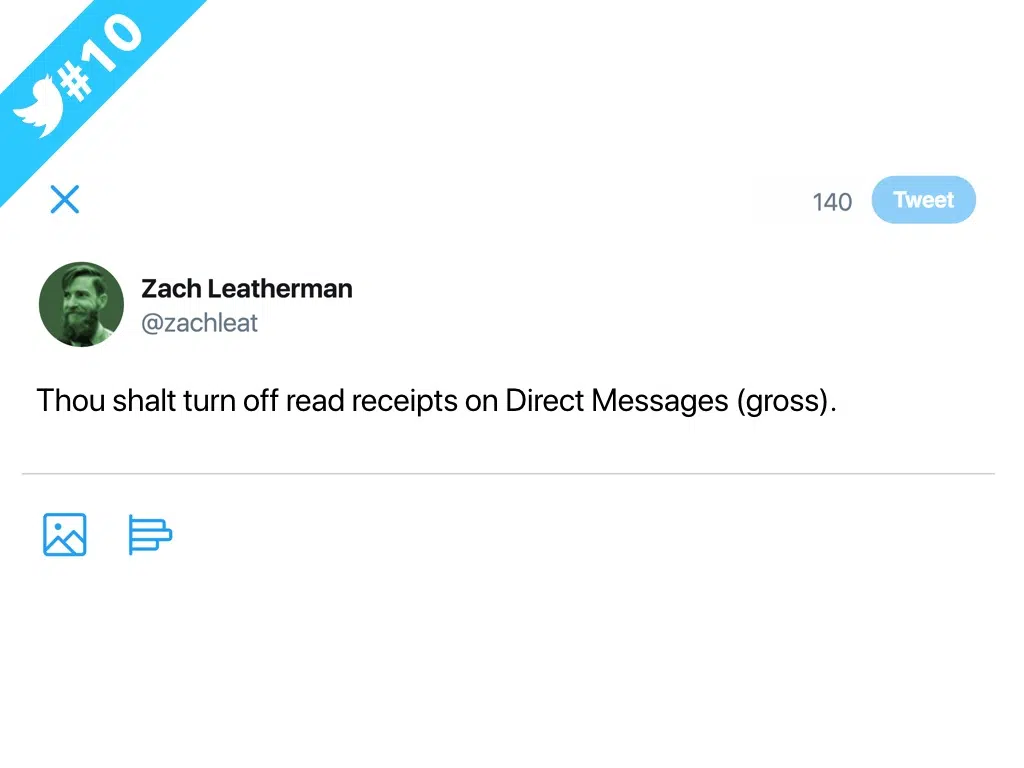 #10
140
Tweet
Zach Leatherman
@zachleat
Thou shalt turn off read receipts on Direct Messages (gross).